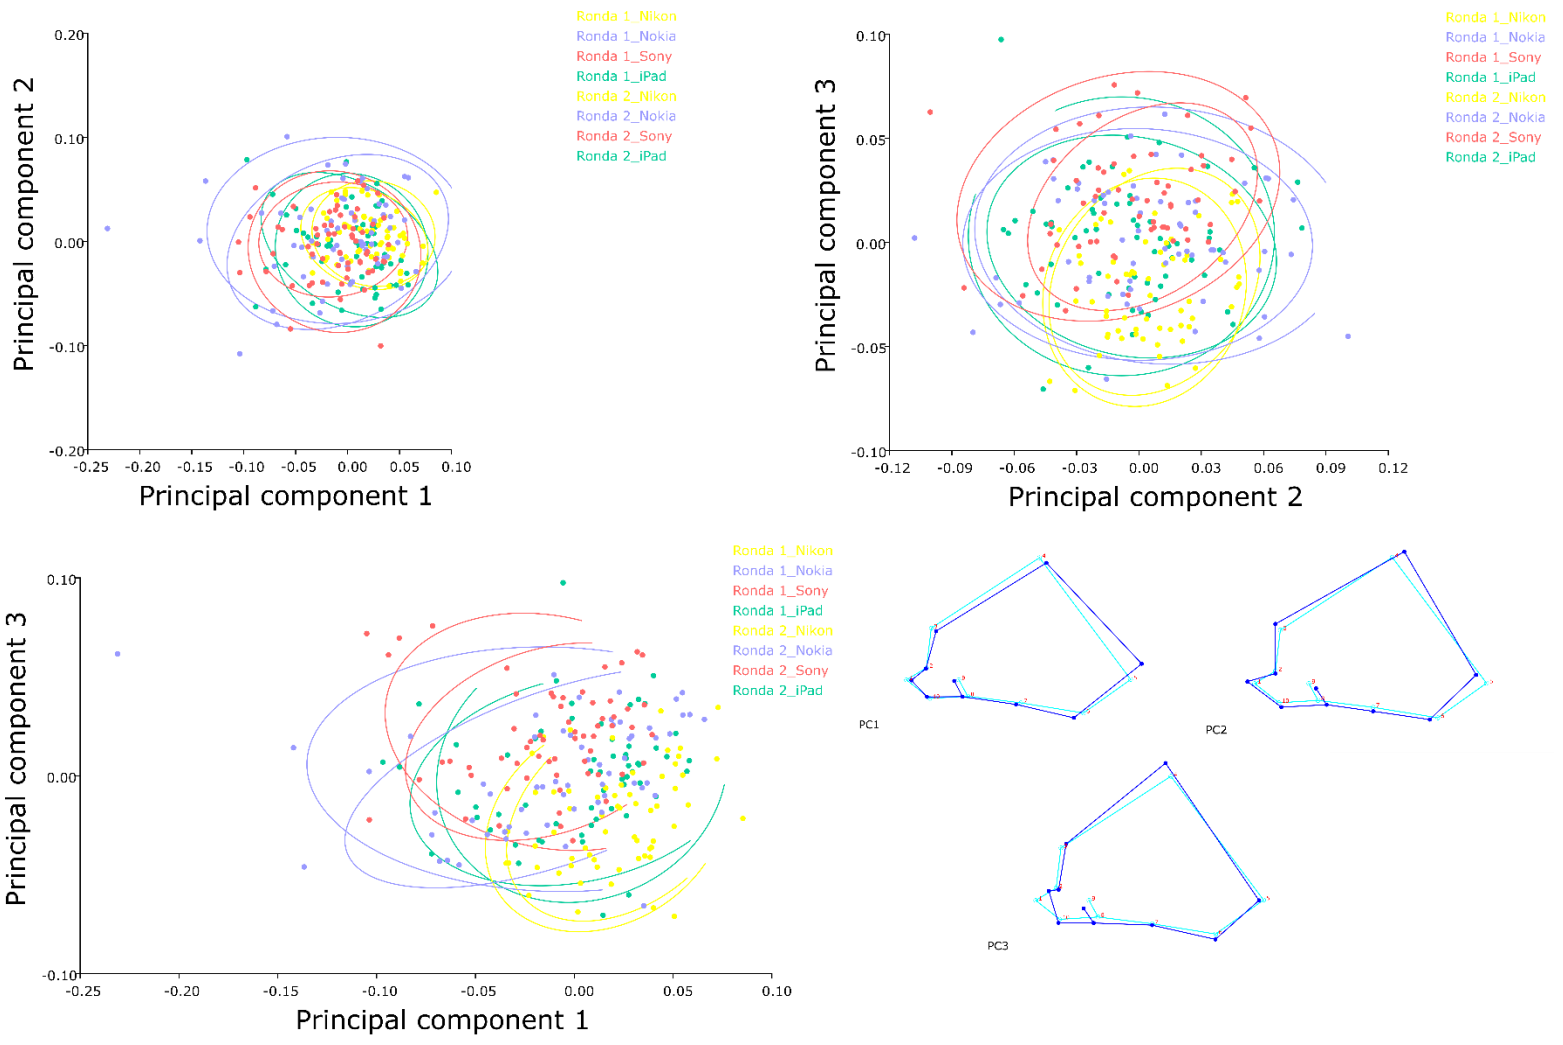 Ronda 1_Nikon
Ronda 1_Nokia
Ronda 1_Sony
Ronda 1_iPad
Ronda 2_Nikon
Ronda 2_Nokia
Ronda 2_Sony
Ronda 2_iPad
0.20
0.10
0.00
-0.10
-0.20
Principal component 2
-0.25 -0.20 -0.15 -0.10 -0.05 0.00 0.05 0.10
Principal component 1
Ronda 1_Nikon
Ronda 1_Nokia
Ronda 1_Sony
Ronda 1_iPad
Ronda 2_Nikon
Ronda 2_Nokia
Ronda 2_Sony
Ronda 2_iPad
0.10
0.05
0.00
-0.05
-0.10
Principal component 3
-0.12 -0.09 -0.06 -0.03 0.00 0.03 0.06 0.09 0.12
Principal component 2
Ronda 1_Nikon
Ronda 1_Nokia
Ronda 1_Sony
Ronda 1_iPad
Ronda 2_Nikon
Ronda 2_Nokia
Ronda 2_Sony
Ronda 2_iPad
0.10
0.00
-0.10
Principal component 3
-0.25 -0.20 -0.15 -0.10 -0.05 0.00 0.05 0.10
Principal component 1
PC1
PC2
PC3